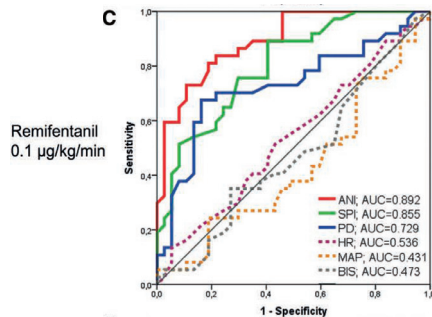 C
Remifentanil
0.1 µg/kg/min
Sensitivity
1,0
0,8
0,6
0,4
0,2
0,0
ANI; AUC=0.892
SPI; AUC=0.855
PD; AUC=0.729
HR; AUC=0.536
MAP; AUC=0.431
BIS; AUC=0.473
0,0 0,2 0,4 0,6 0,8 1,0
1 - Specificity